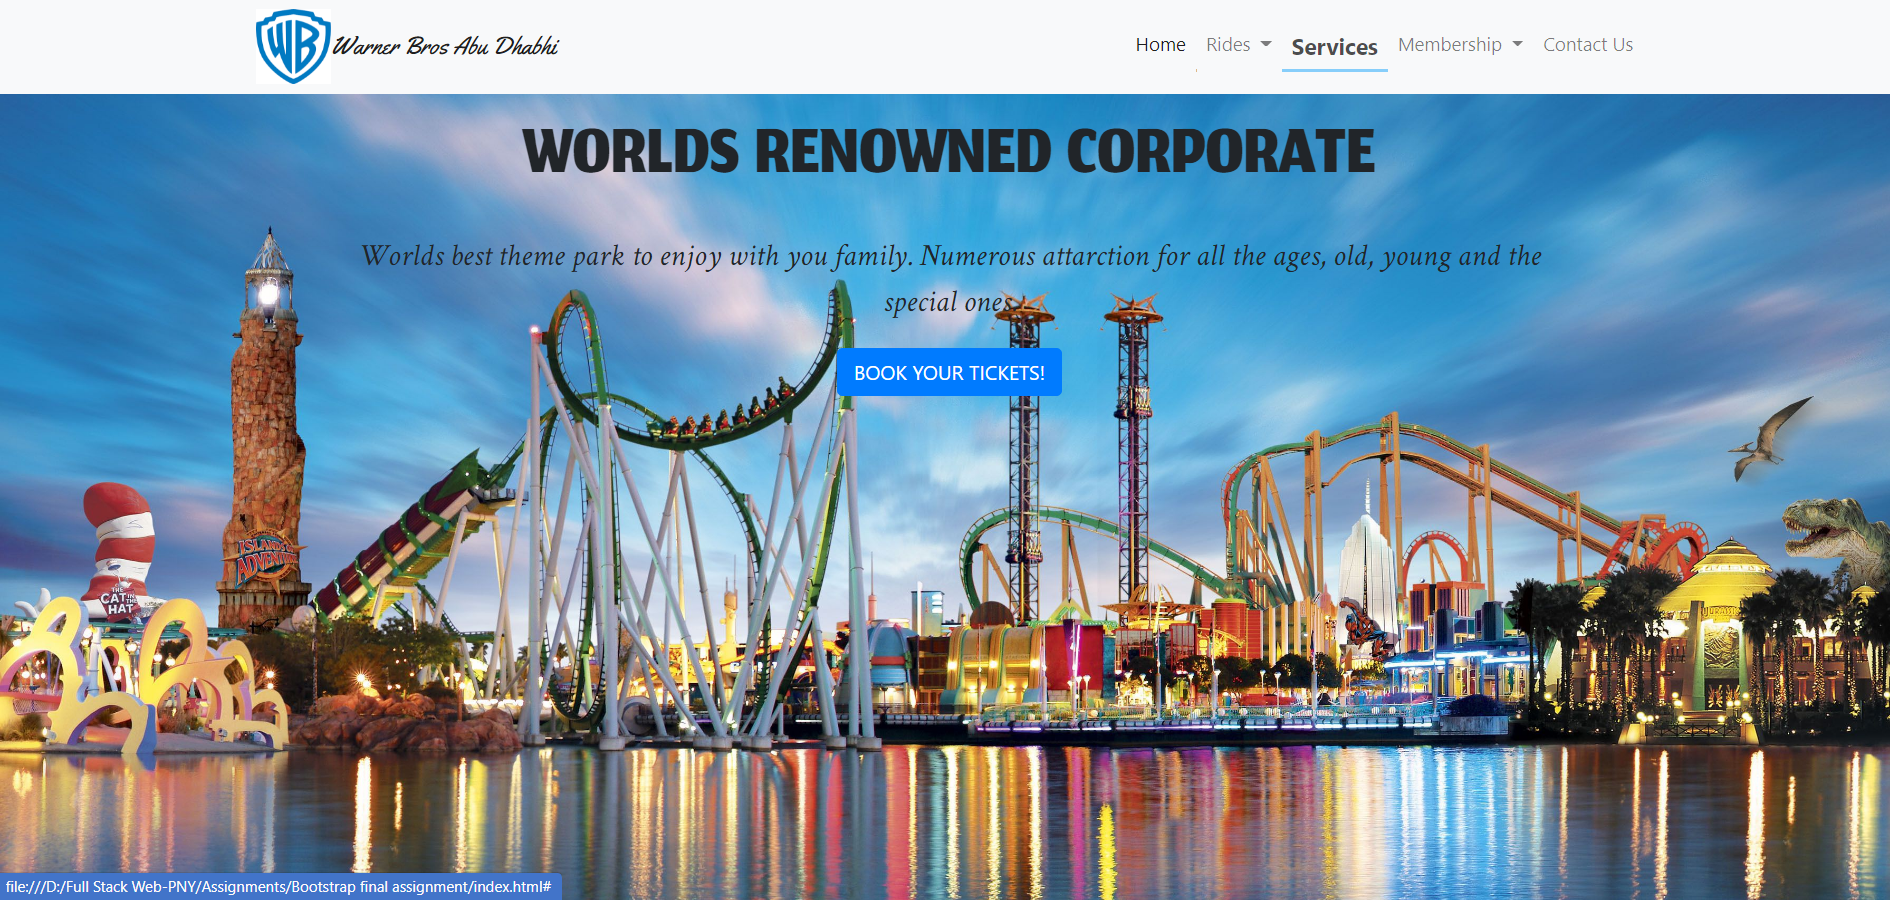 WB
Warner Bros Abu Dhabhi
Home
Rides
Services
Membership
Contact Us
WORLDS RENOWNED CORPORATE
Worlds best theme park to enjoy with you family. Numerous attarction for all the ages, old, young and the
special ones.
BOOK YOUR TICKETS!
ISLANDS OF
ADVENTURE
THE
CAT IN THE
HAT
JURASSIC
file:///D:/Full Stack Web-PNY/Assignments/Bootstrap final assignment/index.html#